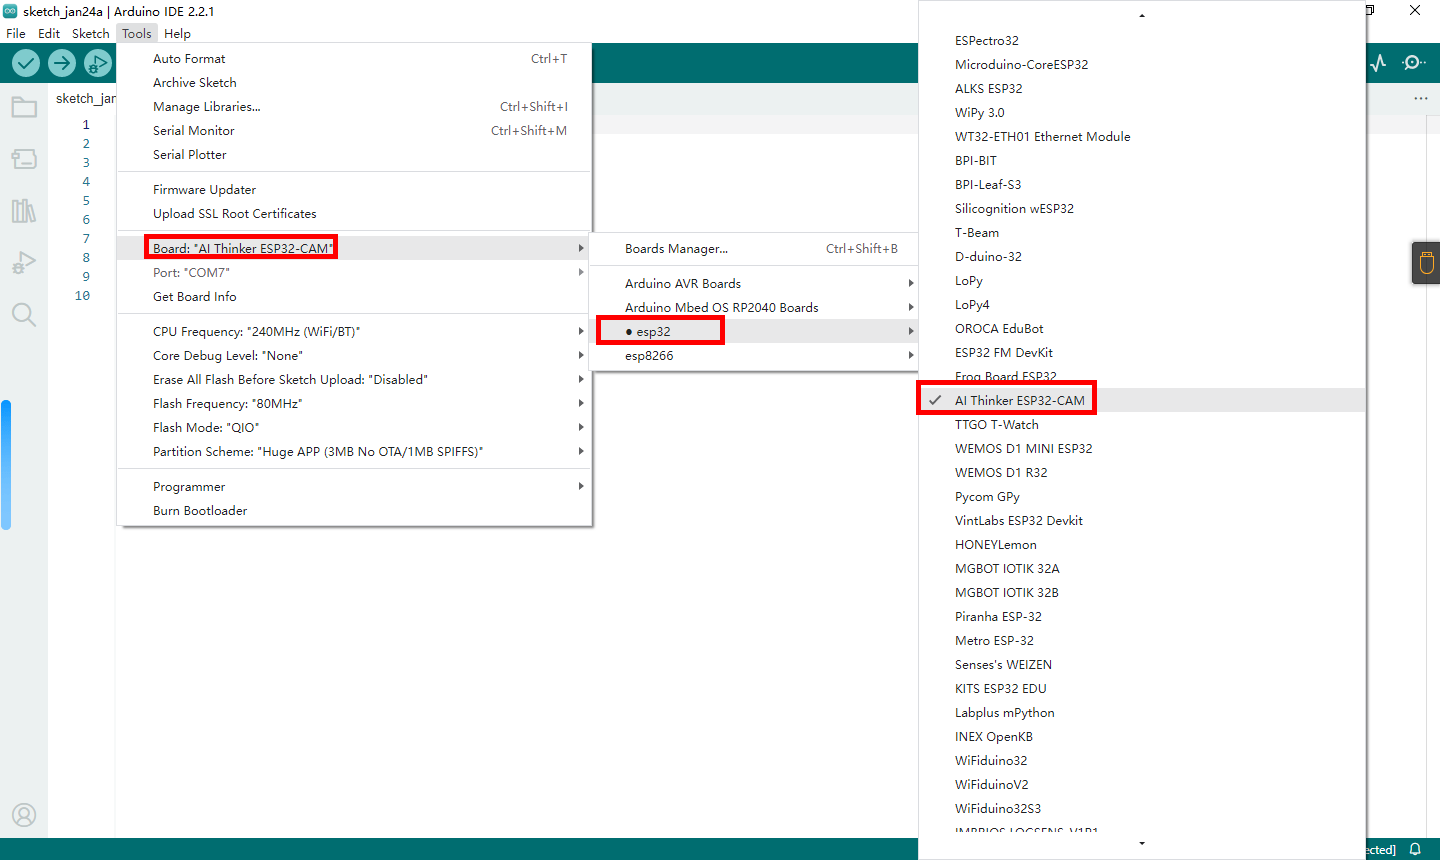 sketch_jan24a | Arduino IDE 2.2.1
File Edit Sketch Tools Help
sketch_jan
1
2
3
4
5
6
7
8
9
10
Auto Format Ctrl+T
Archive Sketch
Manage Libraries... Ctrl+Shift+I
Serial Monitor Ctrl+Shift+M
Serial Plotter
Firmware Updater
Upload SSL Root Certificates
Board: "AI Thinker ESP32-CAM"
Port: "COM7"
Get Board Info
CPU Frequency: "240MHz (WiFi/BT)"
Core Debug Level: "None"
Erase All Flash Before Sketch Upload: "Disabled"
Flash Frequency: "80MHz"
Flash Mode: "QIO"
Partition Scheme: "Huge APP (3MB No OTA/1MB SPIFFS)"
Programmer
Burn Bootloader
Boards Manager... Ctrl+Shift+B
Arduino AVR Boards
Arduino Mbed OS RP2040 Boards
● esp32
esp8266
ESPectro32
Microduino-CoreESP32
ALKS ESP32
WiPy 3.0
WT32-ETH01 Ethernet Module
BPI-BIT
BPI-Leaf-S3
Silicognition wESP32
T-Beam
D-duino-32
LoPy
LoPy4
OROCA EduBot
ESP32 FM DevKit
Frog Board ESP32
AI Thinker ESP32-CAM
TTGO T-Watch
WEMOS D1 MINI ESP32
WEMOS D1 R32
Pycom GPy
VintLabs ESP32 Devkit
HONEYLemon
MGBOT IOTIK 32A
MGBOT IOTIK 32B
Piranha ESP-32
Metro ESP-32
Senses's WEIZEN
KITS ESP32 EDU
Labplus mPython
INEX OpenKB
WiFiduino32
WiFiduinoV2
WiFiduino32S3
IMBRIOS LOGSENS_V1P1
ected]